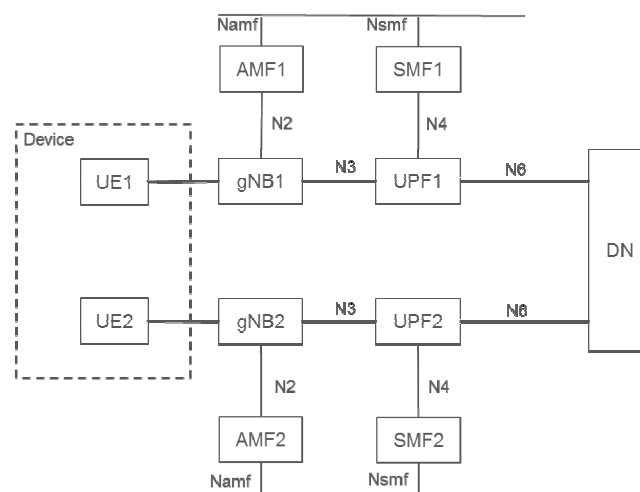 Namf Nsmf
AMF1 SMF1
N2 N4
Device
UE1 gNB1 N3 UPF1 N6
DN
UE2 gNB2 N3 UPF2 N6
N2 N4
AMF2 SMF2
Namf Nsmf